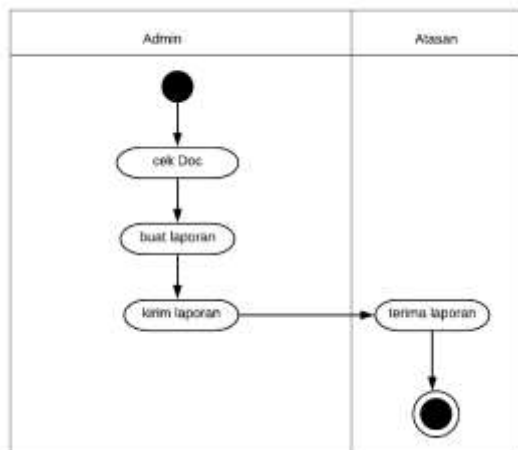 Admin
Atasan
cek Doc
buat laporan
kirim laporan
terima laporan